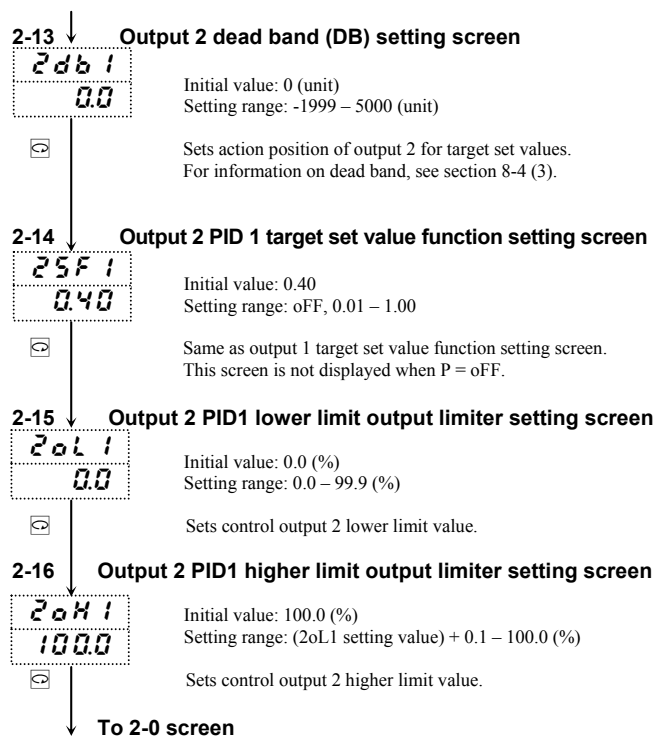 2-13 Output 2 dead band (DB) setting screen
2db1
0.0
Initial value: 0 (unit)
Setting range: -1999 – 5000 (unit)
Sets action position of output 2 for target set values.
For information on dead band, see section 8-4 (3).
2-14 Output 2 PID 1 target set value function setting screen
2SF1
0.40
Initial value: 0.40
Setting range: oFF, 0.01 – 1.00
Same as output 1 target set value function setting screen.
This screen is not displayed when P = oFF.
2-15 Output 2 PID1 lower limit output limiter setting screen
2oL1
0.0
Initial value: 0.0 (%)
Setting range: 0.0 – 99.9 (%)
Sets control output 2 lower limit value.
2-16 Output 2 PID1 higher limit output limiter setting screen
2oH1
100.0
Initial value: 100.0 (%)
Setting range: (2oL1 setting value) + 0.1 – 100.0 (%)
Sets control output 2 higher limit value.
To 2-0 screen